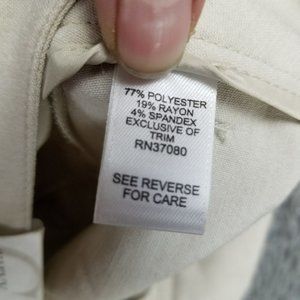 77% POLYESTER
19% RAYON
4% SPANDEX
EXCLUSIVE OF
TRIM
RN37080
SEE REVERSE
FOR CARE